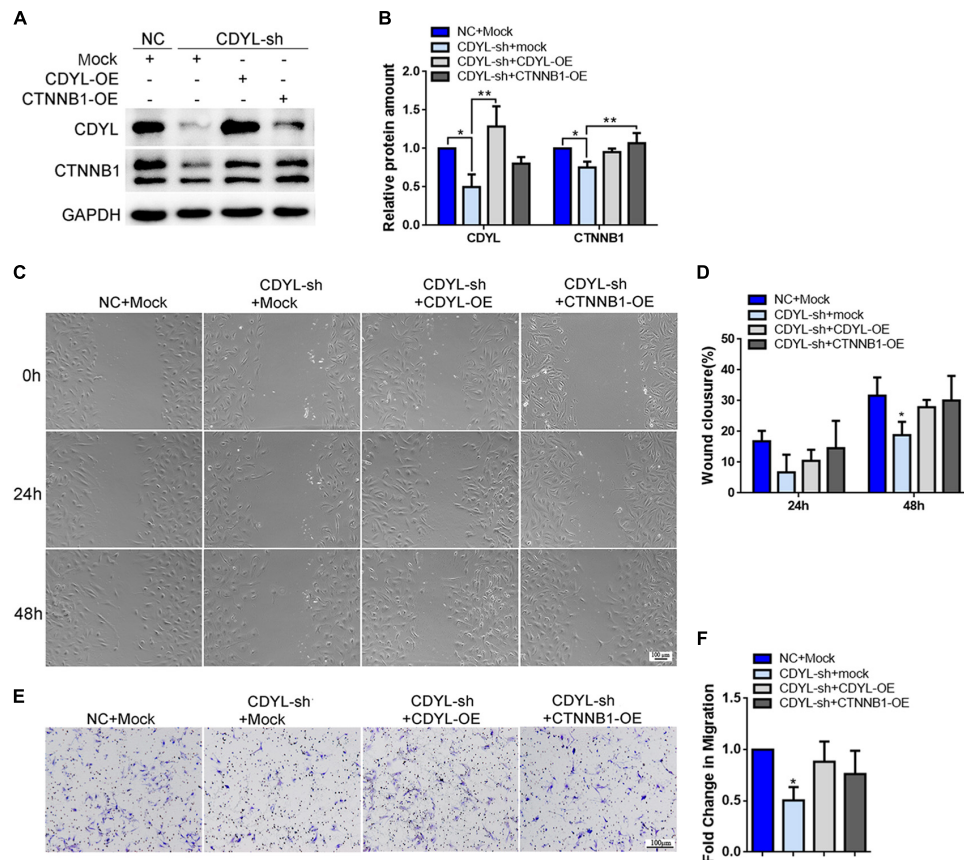 A
NC CDYL-sh
Mock + + - -
CDYL-OE - - + -
CTNNB1-OE - - - +
CDYL
CTNNB1
GAPDH
B
NC+Mock
CDYL-sh+mock
CDYL-sh+CDYL-OE
CDYL-sh+CTNNB1-OE
Relative protein amount
2.0
1.5
1.0
0.5
0.0
* ** * **
CDYL CTNNB1
C
NC+Mock
CDYL-sh
+Mock
CDYL-sh
+CDYL-OE
CDYL-sh
+CTNNB1-OE
0h
24h
48h
100 μm
D
NC+Mock
CDYL-sh+mock
CDYL-sh+CDYL-OE
CDYL-sh+CTNNB1-OE
Wound clousure(%)
50
40
30
20
10
0
*
24h 48h
E
NC+Mock
CDYL-sh
+Mock
CDYL-sh
+CDYL-OE
CDYL-sh
+CTNNB1-OE
100μm
F
NC+Mock
CDYL-sh+mock
CDYL-sh+CDYL-OE
CDYL-sh+CTNNB1-OE
Fold Change in Migration
1.5
1.0
0.5
0.0
*